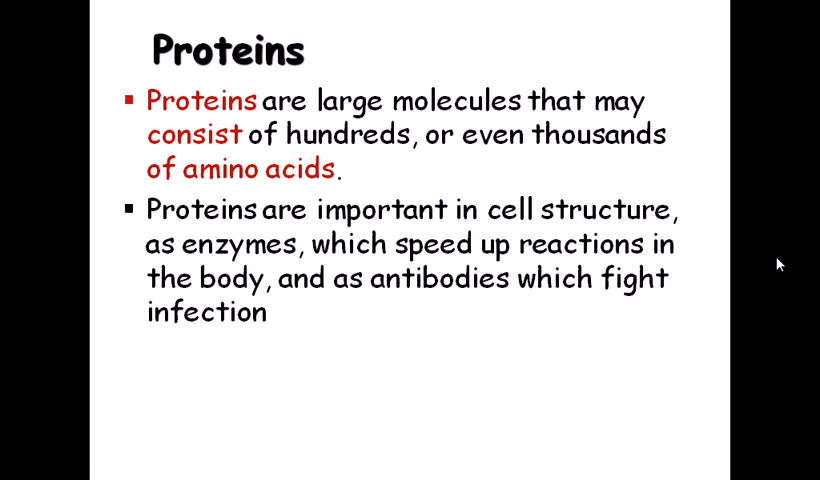 Proteins
▪ Proteins are large molecules that may
consist of hundreds, or even thousands
of amino acids.
▪ Proteins are important in cell structure,
as enzymes, which speed up reactions in
the body, and as antibodies which fight
infection